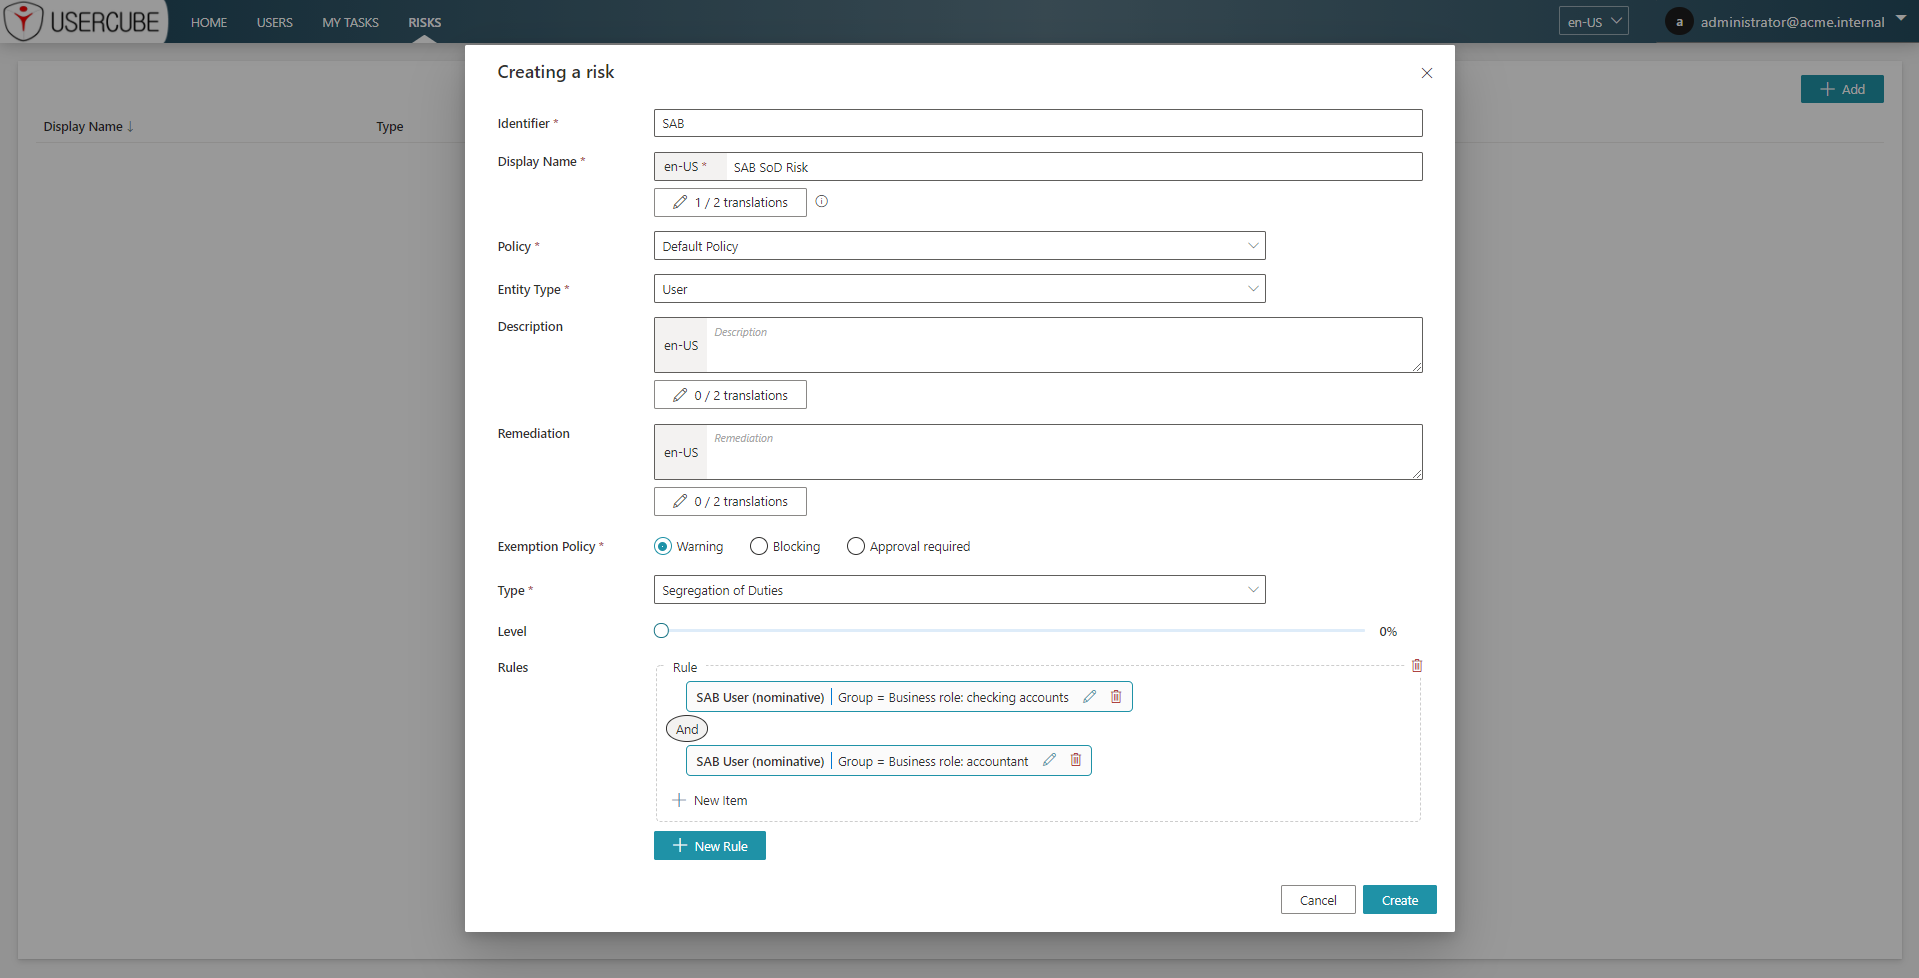 USERCUBE HOME USERS MY TASKS RISKS en-US a administrator@acme.internal
Creating a risk
Add
Display Name ↓ Type
Identifier * SAB
Display Name * en-US * SAB SoD Risk
1 / 2 translations
Policy * Default Policy
Entity Type * User
Description en-US Description
0 / 2 translations
Remediation en-US Remediation
0 / 2 translations
Exemption Policy * Warning Blocking Approval required
Type * Segregation of Duties
Level 0%
Rules Rule
SAB User (nominative) | Group = Business role: checking accounts
And
SAB User (nominative) | Group = Business role: accountant
New Item
New Rule
Cancel Create